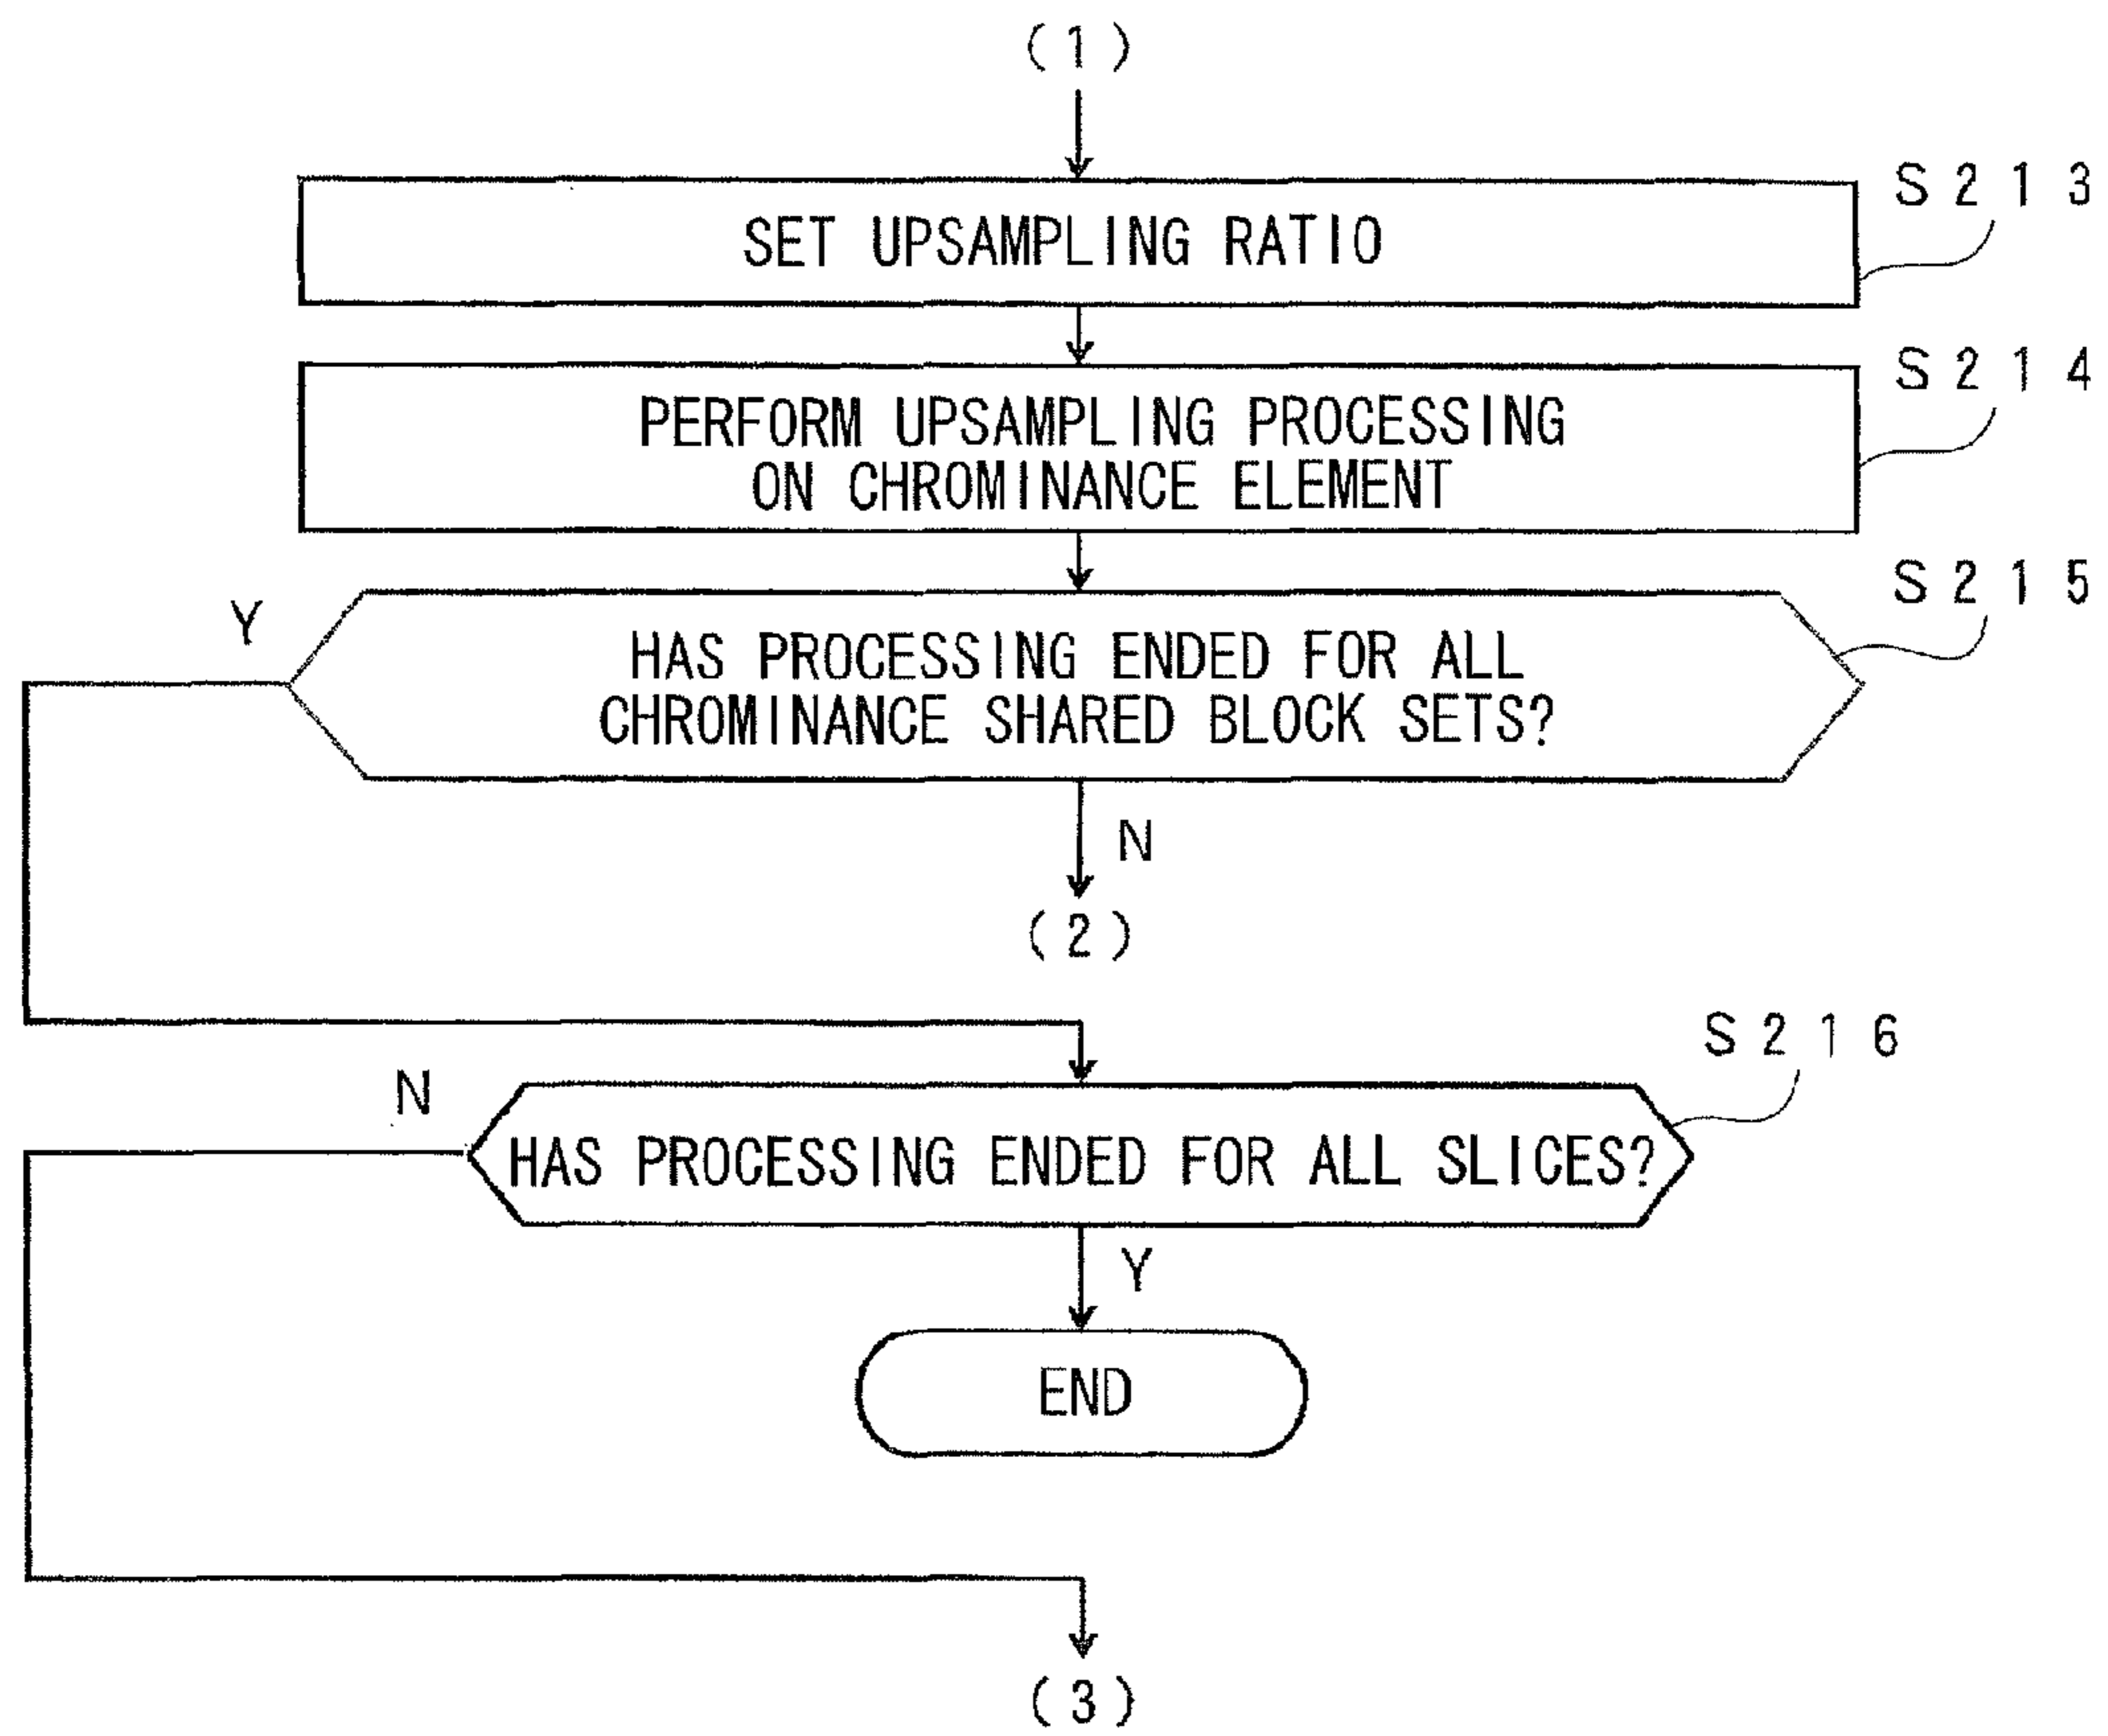 (1)
S213
SET UPSAMPLING RATIO
S214
PERFORM UPSAMPLING PROCESSING
ON CHROMINANCE ELEMENT
S215
Y
HAS PROCESSING ENDED FOR ALL
CHROMINANCE SHARED BLOCK SETS?
N
(2)
S216
N
HAS PROCESSING ENDED FOR ALL SLICES?
Y
END
(3)